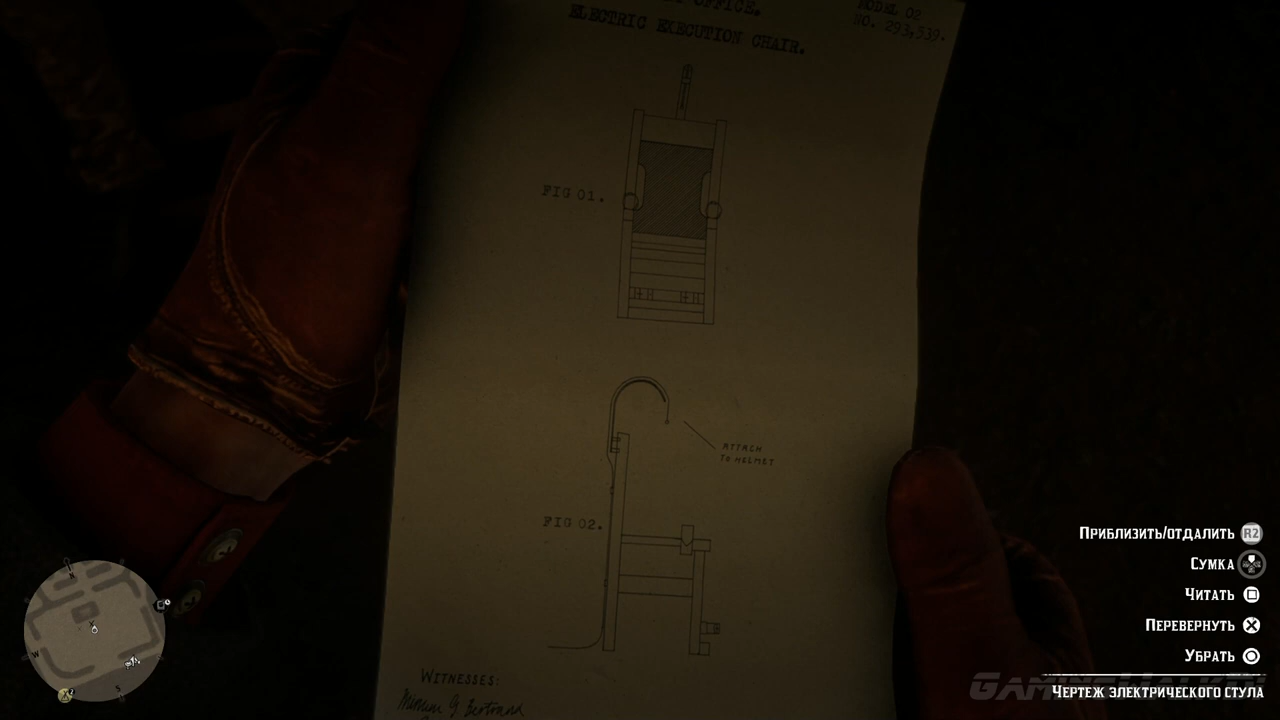 OFFICE.
ELECTRIC EXECUTION CHAIR.
MODEL 02
NO. 293,539.
FIG 01.
ATTACH
TO HELMET
FIG 02.
WITNESSES:
Приблизить/отдалить R2
Сумка
Читать
Перевернуть
Убрать
Чертеж электрического стула
W
S